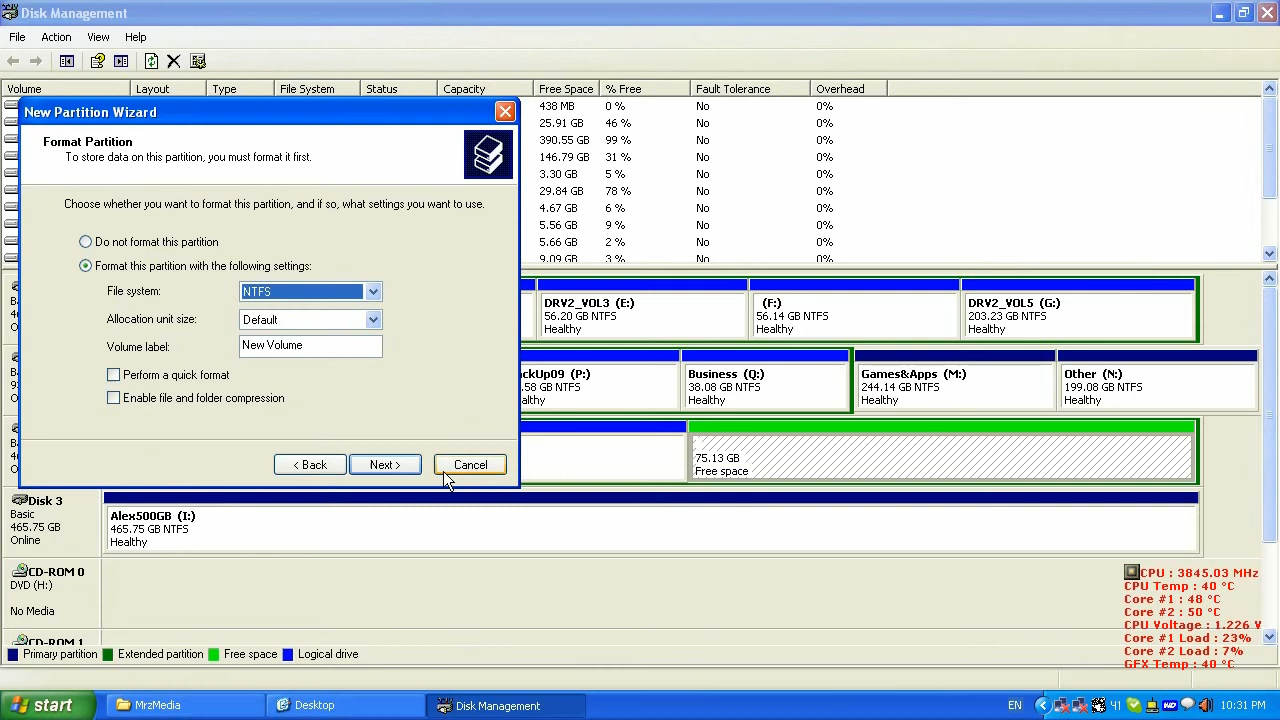 Disk Management
File Action View Help
Volume Layout Type File System Status Capacity Free Space % Free Fault Tolerance Overhead
438 MB 0 % No 0%
25.91 GB 46 % No 0%
390.55 GB 99 % No 0%
146.79 GB 31 % No 0%
3.30 GB 5 % No 0%
29.84 GB 78 % No 0%
4.67 GB 6 % No 0%
5.56 GB 9 % No 0%
5.66 GB 2 % No 0%
9.09 GB 3 % No 0%
New Partition Wizard
Format Partition
To store data on this partition, you must format it first.
Choose whether you want to format this partition, and if so, what settings you want to use.
Do not format this partition
Format this partition with the following settings:
File system: NTFS
Allocation unit size: Default
Volume label: New Volume
Perform a quick format
Enable file and folder compression
< Back Next > Cancel
DRV2_VOL3 (E:)
56.20 GB NTFS
Healthy
(F:)
56.14 GB NTFS
Healthy
DRV2_VOL5 (G:)
203.23 GB NTFS
Healthy
ckUp09 (P:)
.58 GB NTFS
althy
Business (Q:)
38.08 GB NTFS
Healthy
Games&Apps (M:)
244.14 GB NTFS
Healthy
Other (N:)
199.08 GB NTFS
Healthy
75.13 GB
Free space
Disk 3
Basic
465.75 GB
Online
Alex500GB (I:)
465.75 GB NTFS
Healthy
CD-ROM 0
DVD (H:)
No Media
CD-ROM 1
CPU : 3845.03 MHz
CPU Temp : 40 °C
Core #1 : 48 °C
Core #2 : 50 °C
CPU Voltage : 1.226 V
Core #1 Load : 23%
Core #2 Load : 7%
GFX Temp : 40 °C
Primary partition Extended partition Free space Logical drive
start MrzMedia Desktop Disk Management EN 41 10:31 PM